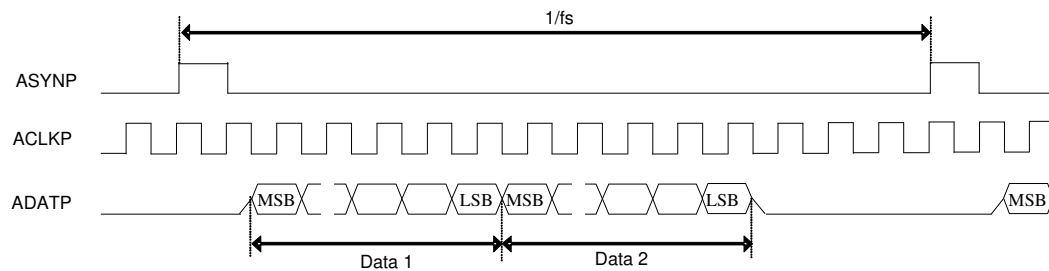 1/fs
ASYNP
ACLKP
ADATP MSB LSB MSB LSB MSB
Data 1 Data 2